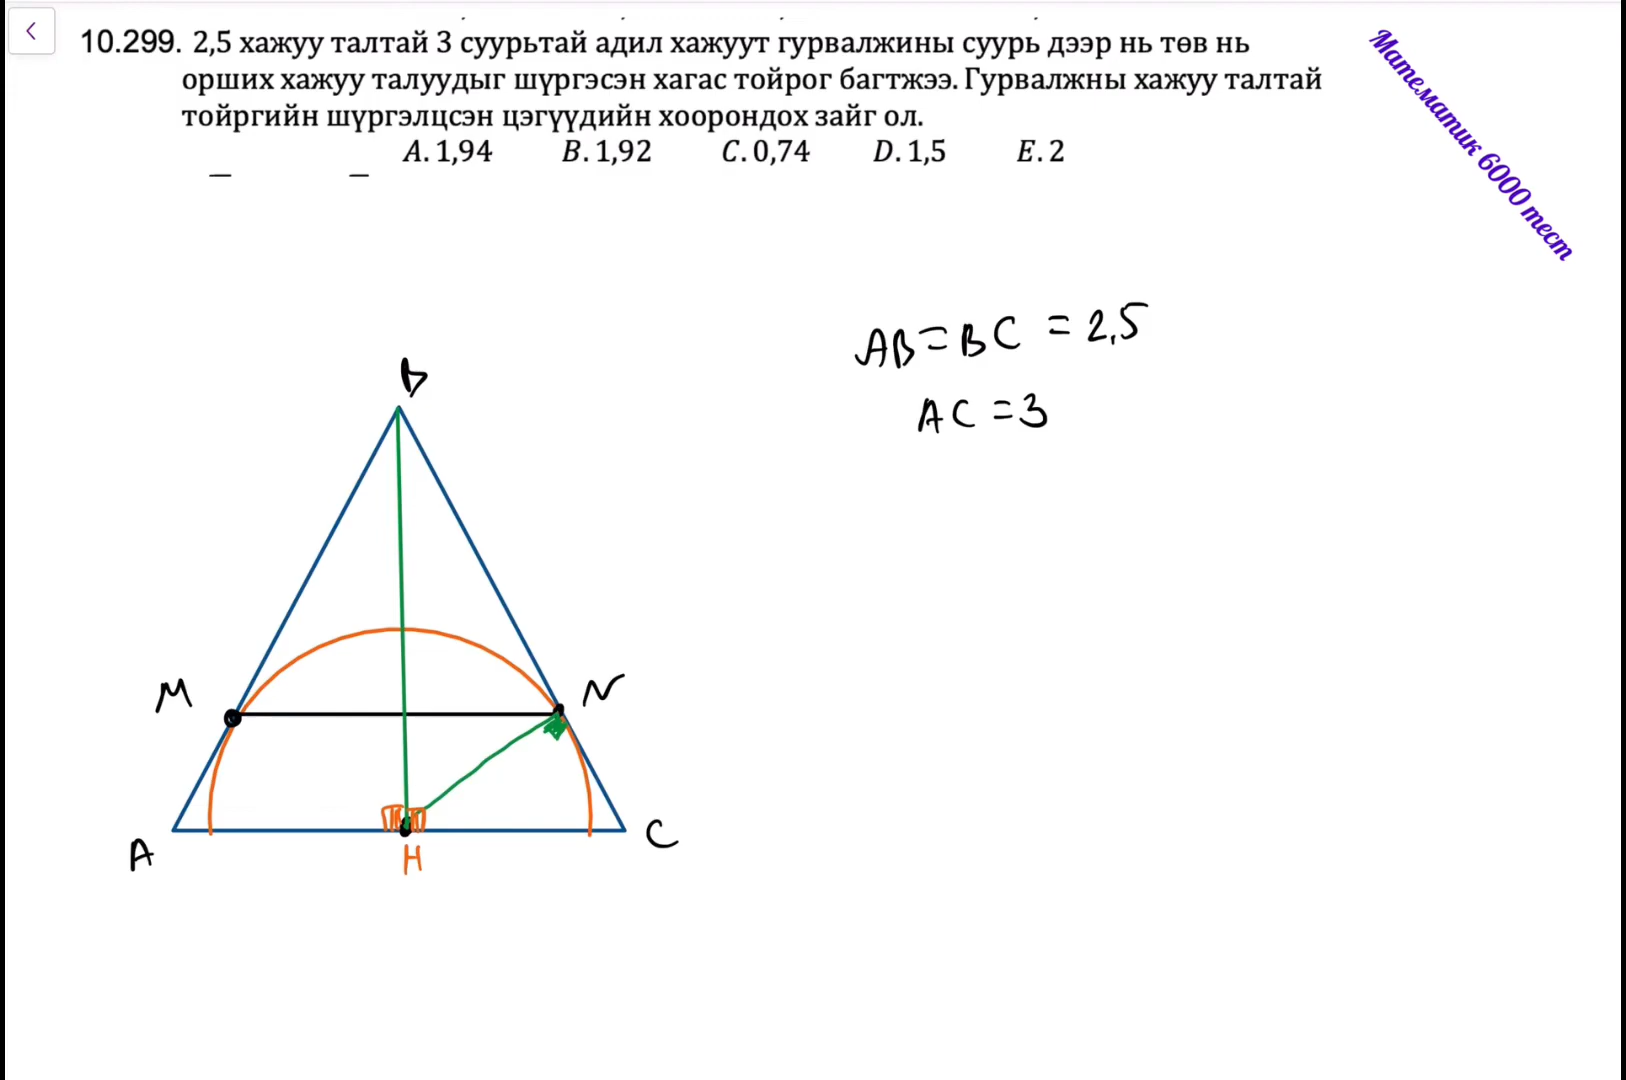 10.299. 2,5 хажуу талтай 3 суурьтай адил хажуут гурвалжины суурь дээр нь төв нь
орших хажуу талуудыг шүргэсэн хагас тойрог багтжээ. Гурвалжны хажуу талтай
тойргийн шүргэлцсэн цэгүүдийн хоорондох зайг ол.
A. 1,94 B. 1,92 C. 0,74 D. 1,5 E. 2
Математик 6000 тест
AB=BC = 2,5
AC = 3
B
M
N
A
H
C